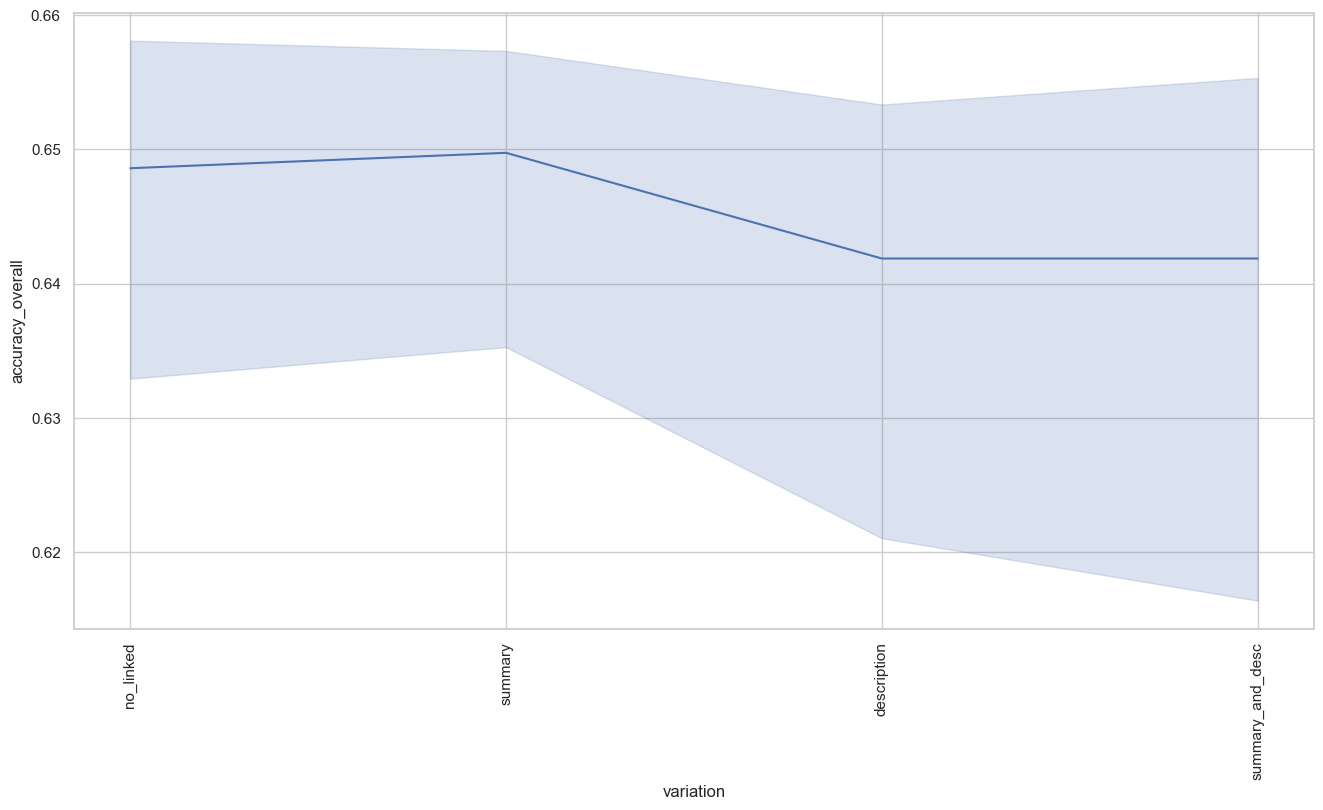 0.66
0.65
0.64
0.63
0.62
accuracy_overall
no_linked
summary
description
summary_and_desc
variation